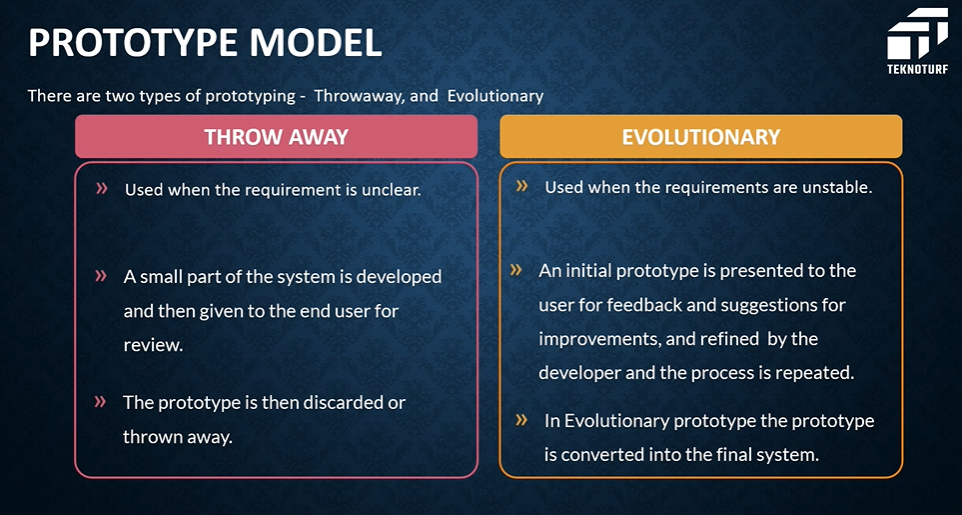 PROTOTYPE MODEL
TEKNOTURF
There are two types of prototyping - Throwaway, and Evolutionary
THROW AWAY
» Used when the requirement is unclear.
» A small part of the system is developed
and then given to the end user for
review.
» The prototype is then discarded or
thrown away.
EVOLUTIONARY
» Used when the requirements are unstable.
» An initial prototype is presented to the
user for feedback and suggestions for
improvements, and refined by the
developer and the process is repeated.
» In Evolutionary prototype the prototype
is converted into the final system.